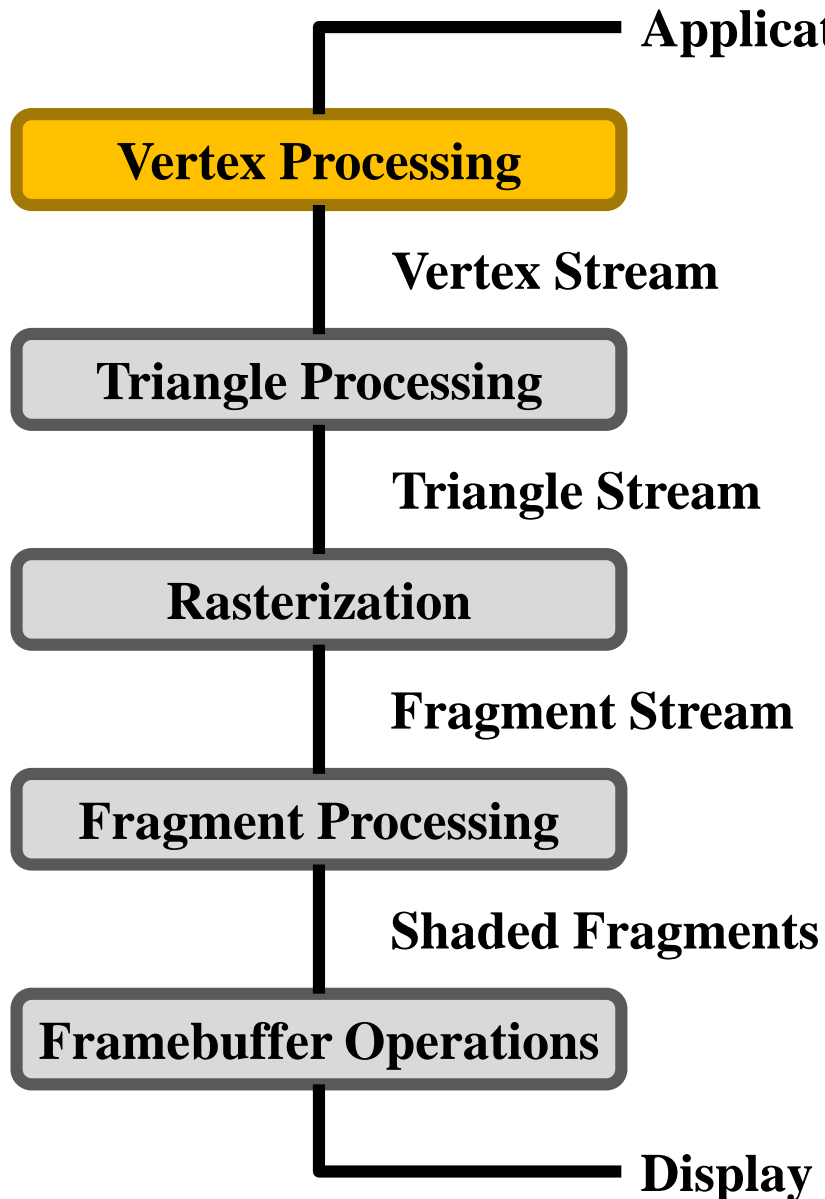 Applicat
Vertex Processing
Vertex Stream
Triangle Processing
Triangle Stream
Rasterization
Fragment Stream
Fragment Processing
Shaded Fragments
Framebuffer Operations
Display